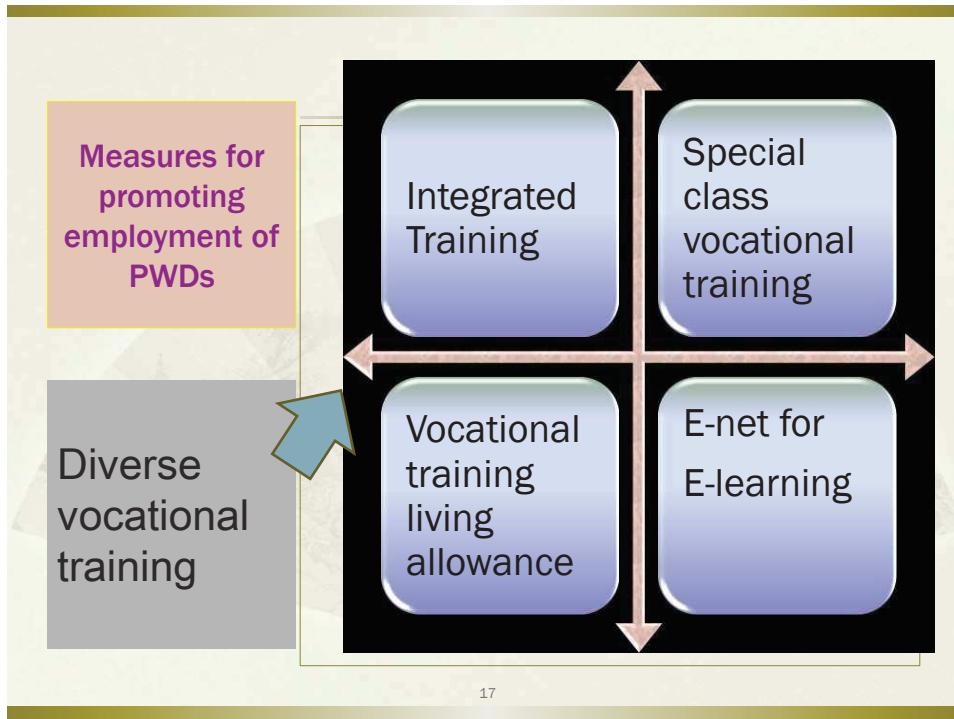 Measures for
promoting
employment of
PWDs
Diverse
vocational
training
Integrated
Training
Special
class
vocational
training
Vocational
training
living
allowance
E-net for
E-learning
17